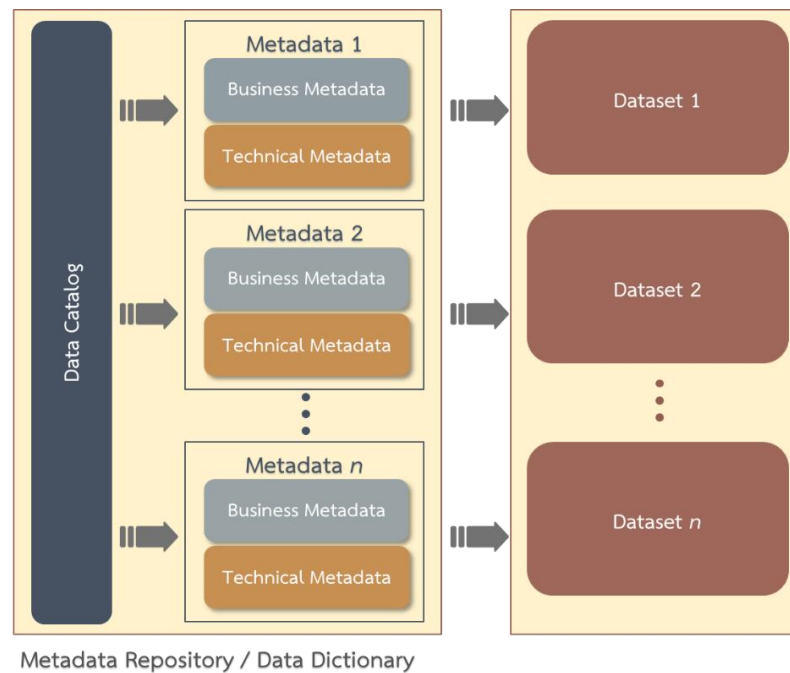 Data Catalog
Metadata 1
Business Metadata
Technical Metadata
Dataset 1
Metadata 2
Business Metadata
Technical Metadata
Dataset 2
Metadata n
Business Metadata
Technical Metadata
Dataset n
Metadata Repository / Data Dictionary